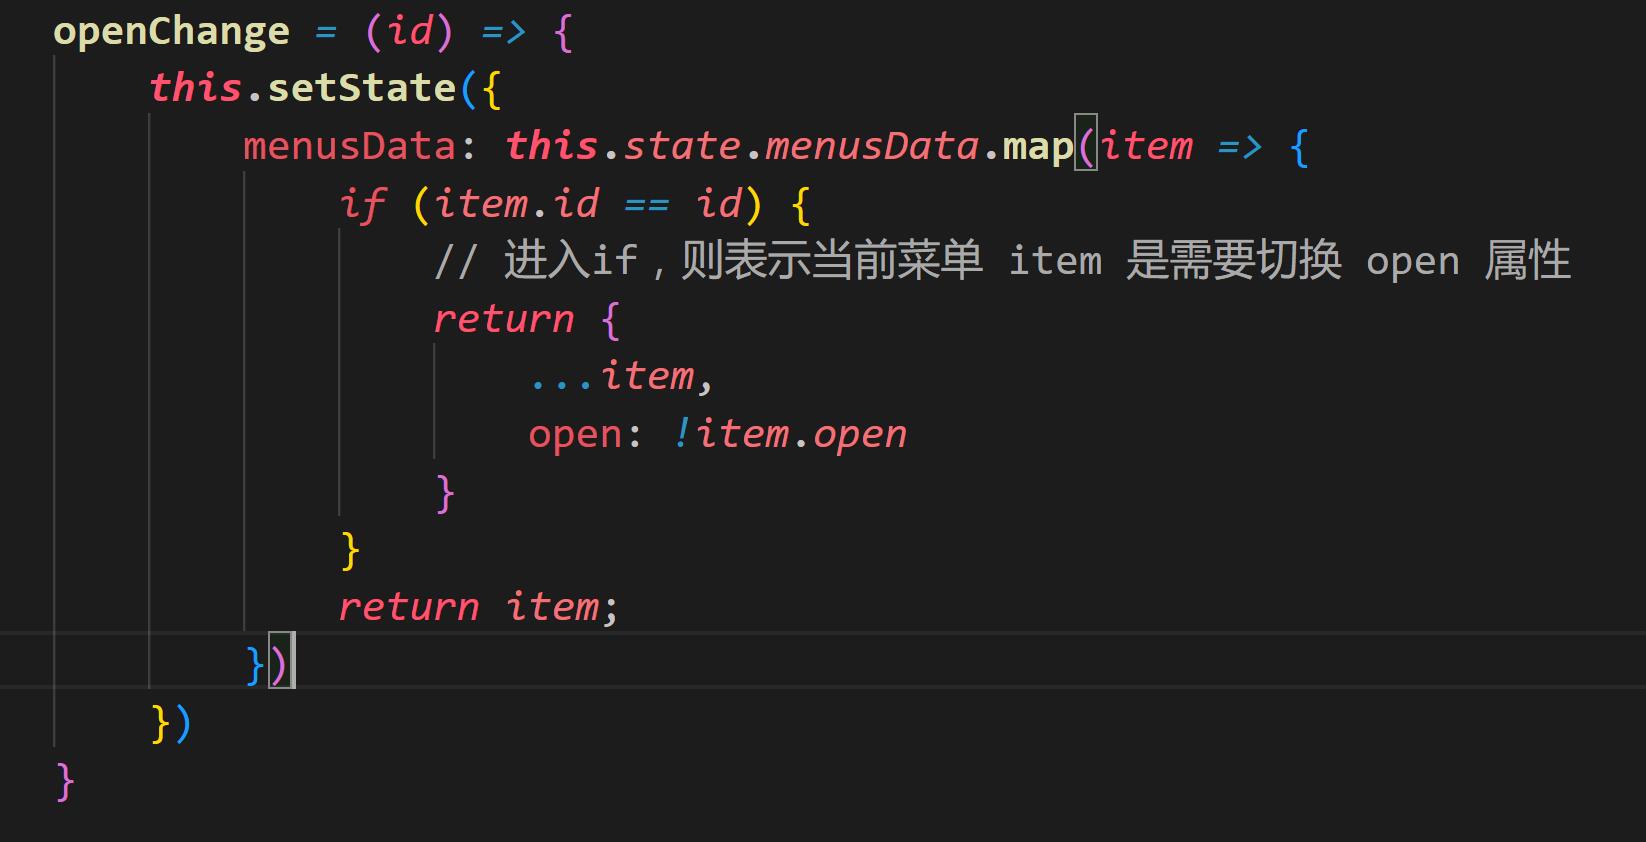 openChange = (id) => {
    this.setState({
        menusData: this.state.menusData.map(item => {
            if (item.id == id) {
                // 进入if，则表示当前菜单 item 是需要切换 open 属性
                return {
                    ...item,
                    open: !item.open
                }
            }
            return item;
        })
    })
}